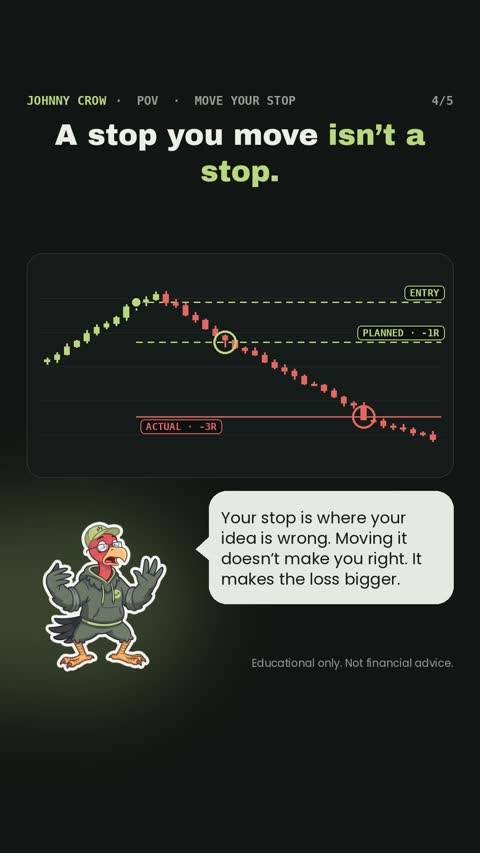 JOHNNY CROW · POV · MOVE YOUR STOP 4/5
A stop you move isn’t a
stop.
ENTRY
PLANNED · -1R
ACTUAL · -3R
Your stop is where your
idea is wrong. Moving it
doesn’t make you right. It
makes the loss bigger.
Educational only. Not financial advice.